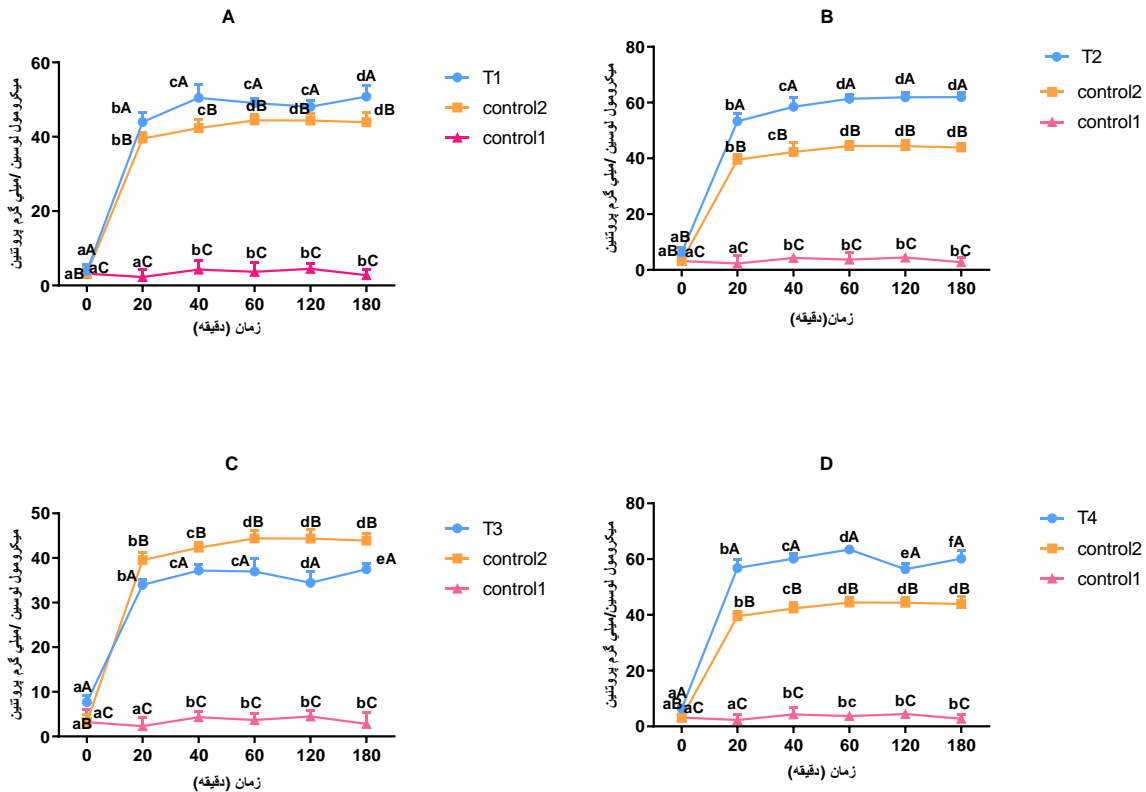 A
60
40
20
0
میکرومول لوسین /میلی گرم پروتئین
aA
aB
aC
bA
bB
aC
cA
cB
bC
cA
dB
bC
cA
dB
bC
dA
dB
bC
0 20 40 60 120 180
زمان (دقیقه)
T1
control2
control1
B
80
60
40
20
0
میکرومول لوسین /میلی گرم پروتئین
aB
aB
aC
bA
bB
aC
cA
cB
bC
dA
dB
bC
dA
dB
bC
dA
dB
bC
0 20 40 60 120 180
زمان(دقیقه)
T2
control2
control1
C
50
40
30
20
10
0
میکرومول لوسین /میلی گرم پروتئین
aA
aB
aC
bB
bA
aC
cB
cA
bC
dB
cA
bC
dB
dA
bC
dB
eA
bC
0 20 40 60 120 180
زمان (دقیقه)
T3
control2
control1
D
80
60
40
20
0
میکرومول لوسین/میلی گرم پروتئین
aA
aB
aC
bA
bB
aC
cA
cB
bC
dA
dB
bc
eA
dB
bc
fA
dB
bC
0 20 40 60 120 180
زمان (دقیقه)
T4
control2
control1